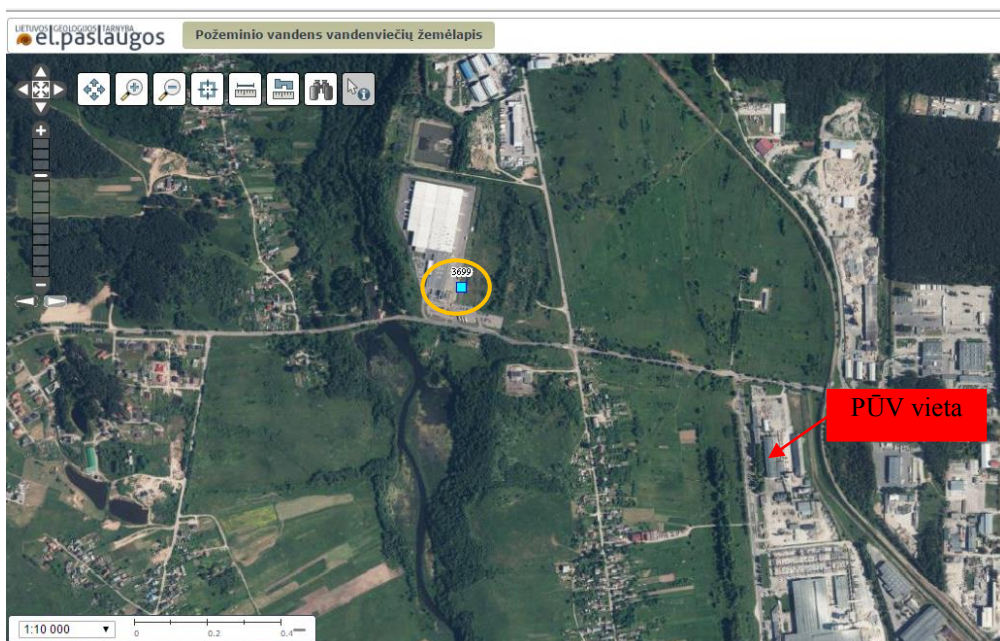 LIETUVOS GEOLOGIJOS TARNYBA
el.paslaugos
Požeminio vandens vandenviečių žemėlapis
3699
PŪV vieta
1:10 000
0 0.2 0.4